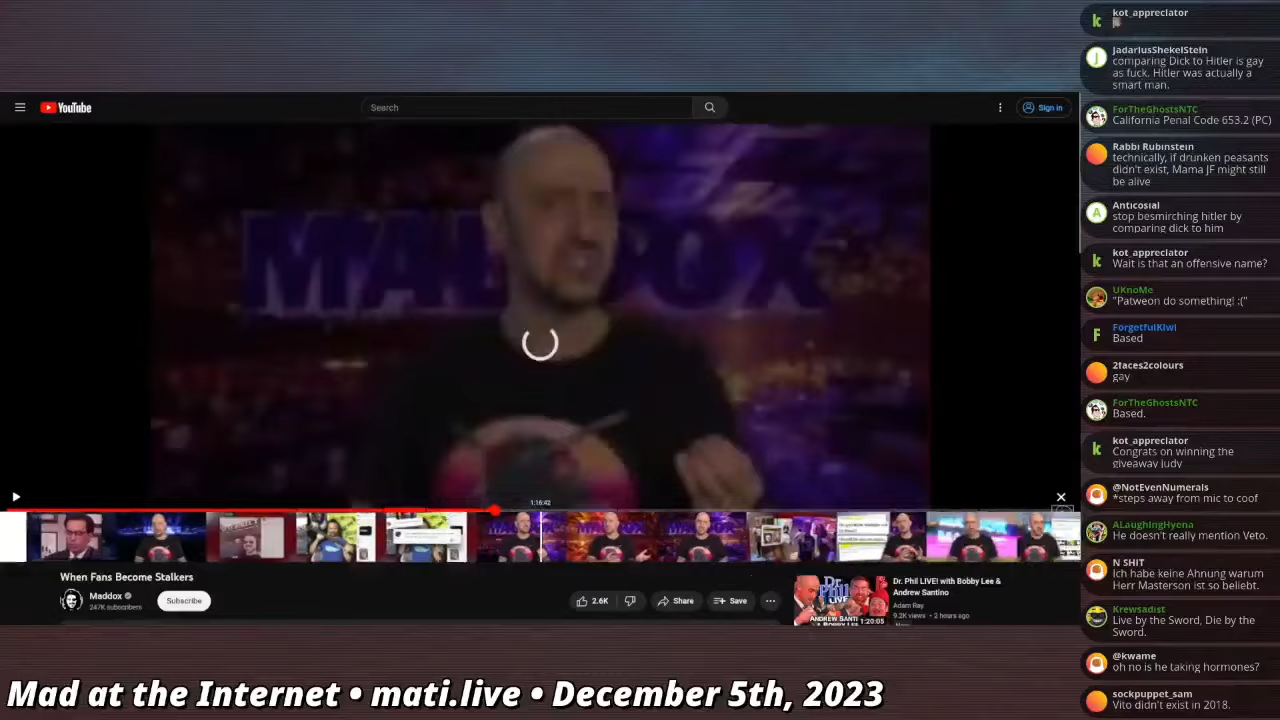 YouTube
Search
Sign in
MADDOX
1:16:42
When Fans Become Stalkers
Maddox
247K subscribers
Subscribe
2.6K
Share
Save
Dr. Phil LIVE! with Bobby Lee &
Andrew Santino
Adam Ray
9.2K views • 2 hours ago
1:20:05
kot_appreciator
JadariusShekelStein
comparing Dick to Hitler is gay
as fuck. Hitler was actually a
smart man.
ForTheGhostsNTC
California Penal Code 653.2 (PC)
Rabbi Rubinstein
technically, if drunken peasants
didn't exist, Mama JF might still
be alive
Anticosial
stop besmirching hitler by
comparing dick to him
kot_appreciator
Wait is that an offensive name?
UKnoMe
"Patweon do something! :("
ForgetfulKiwi
Based
2faces2colours
gay
ForTheGhostsNTC
Based.
kot_appreciator
Congrats on winning the
giveaway Judy
@NotEvenNumerals
*steps away from mic to coof
ALaughingHyena
He doesn't really mention Veto.
N SHIT
Ich habe keine Ahnung warum
Herr Masterson ist so beliebt.
Krewsadist
Live by the Sword, Die by the
Sword.
@kwame
oh no is he taking hormones?
sockpuppet_sam
Vito didn't exist in 2018.
Mad at the Internet • mati.live • December 5th, 2023